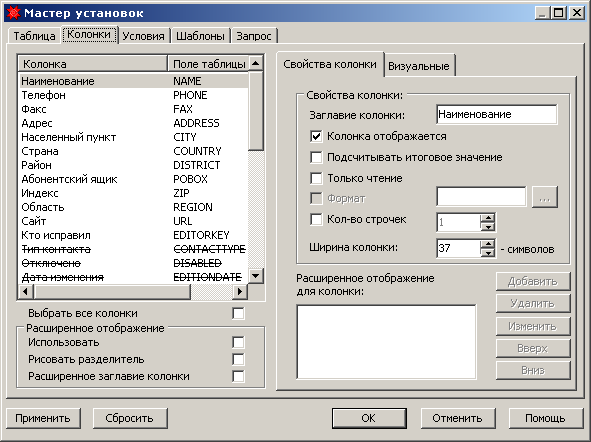 Мастер установок
Таблица Колонки Условия Шаблоны Запрос
Колонка Поле таблицы
Наименование NAME
Телефон PHONE
Факс FAX
Адрес ADDRESS
Населенный пункт CITY
Страна COUNTRY
Район DISTRICT
Абонентский ящик POBOX
Индекс ZIP
Область REGION
Сайт URL
Кто исправил EDITORKEY
Тип контакта CONTACTTYPE
Отключено DISABLED
Дата изменения EDITIONDATE
Выбрать все колонки
Расширенное отображение
Использовать
Рисовать разделитель
Расширенное заглавие колонки
Свойства колонки Визуальные
Свойства колонки:
Заглавие колонки: Наименование
Колонка отображается
Подсчитывать итоговое значение
Только чтение
Формат ...
Кол-во строчек 1
Ширина колонки: 37 - символов
Расширенное отображение
для колонки:
Добавить
Удалить
Изменить
Вверх
Вниз
Применить Сбросить OK Отменить Помощь